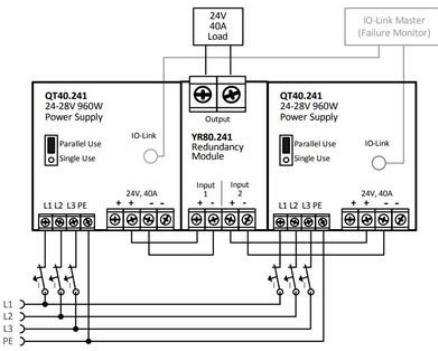 24V
40A
Load
IO-Link Master
(Failure Monitor)
QT40.241
24-28V 960W
Power Supply
Parallel Use
Single Use
IO-Link
L1 L2 L3 PE
24V, 40A
+ + - -
Output
YR80.241
Redundancy
Module
Input
1
Input
2
+ - + -
QT40.241
24-28V 960W
Power Supply
Parallel Use
Single Use
IO-Link
L1 L2 L3 PE
24V, 40A
+ + - -
L1
L2
L3
PE